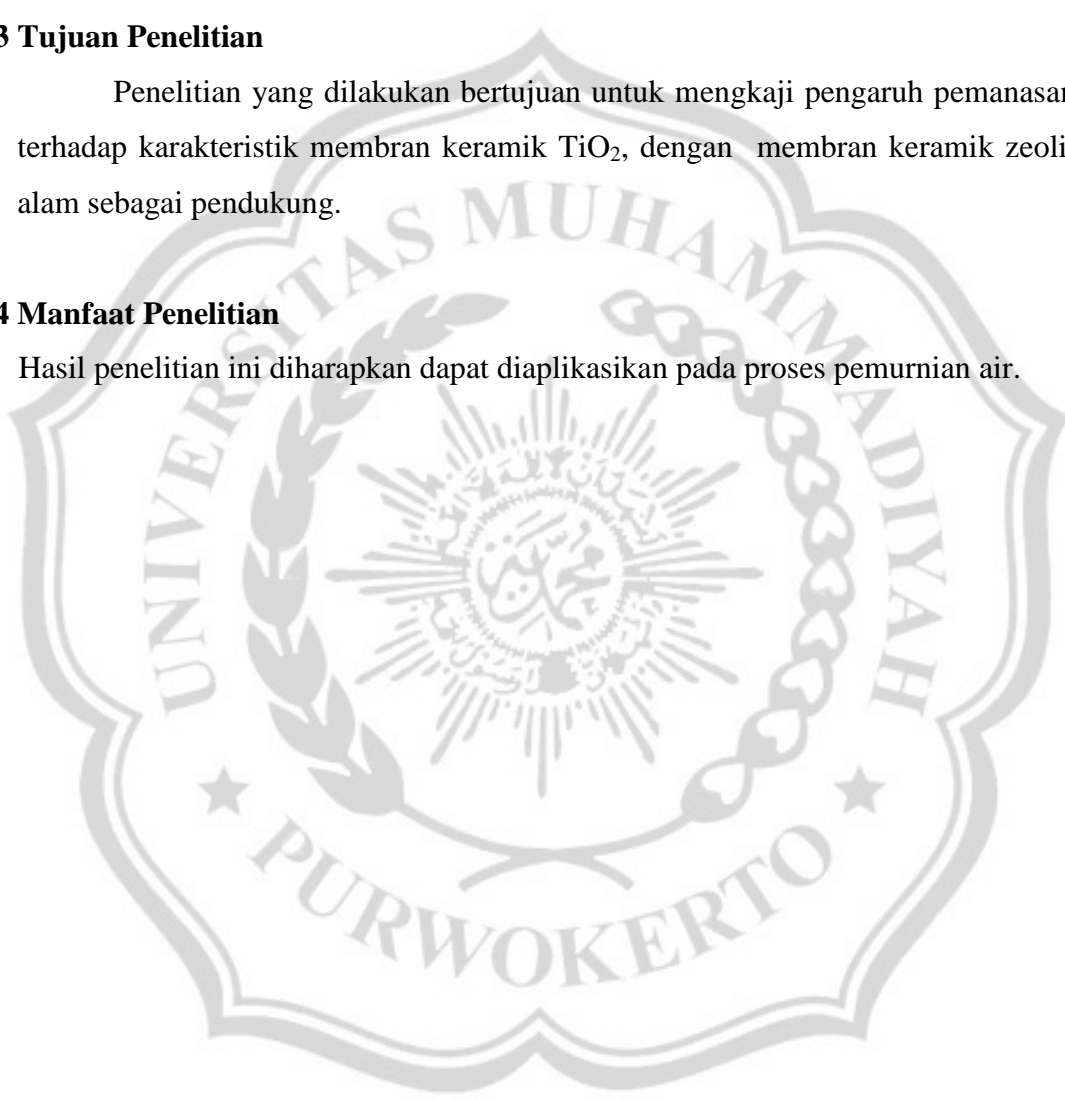 3 Tujuan Penelitian
Penelitian yang dilakukan bertujuan untuk mengkaji pengaruh pemanasan
terhadap karakteristik membran keramik TiO₂, dengan membran keramik zeoli
alam sebagai pendukung.
4 Manfaat Penelitian
Hasil penelitian ini diharapkan dapat diaplikasikan pada proses pemurnian air.
UNIVERSITAS MUHAMMADIYAH
PURWOKERTO